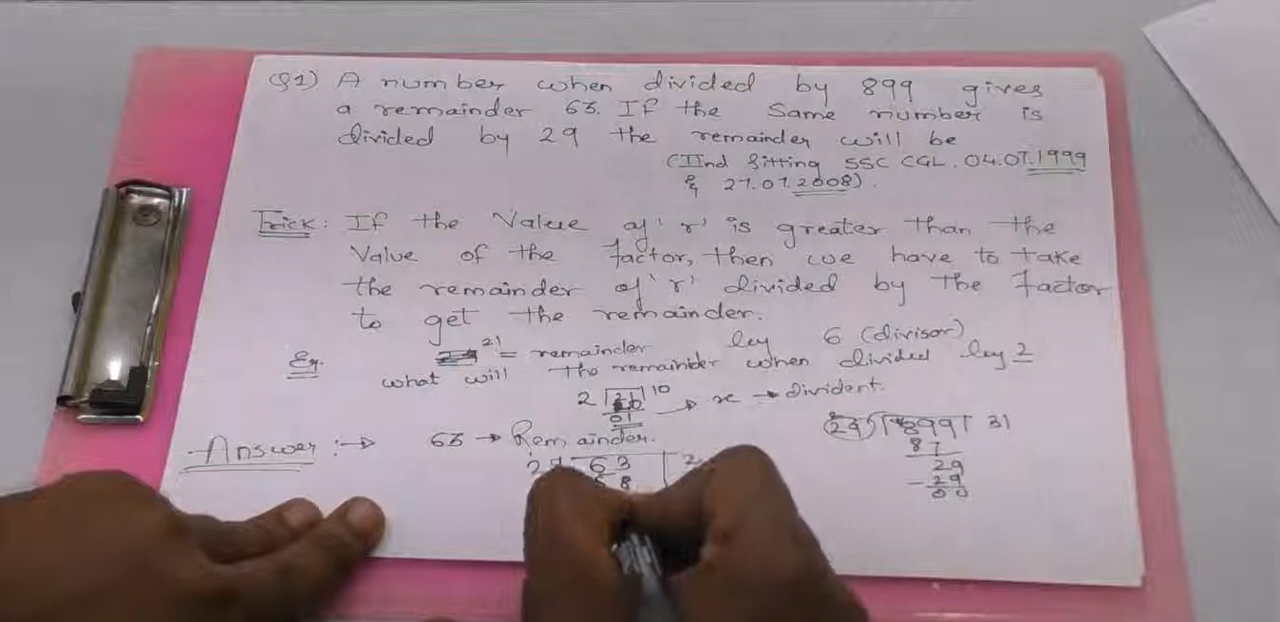 Q1) A number when divided by 899 gives
a remainder 63. If the Same number is
divided by 29 the remainder will be
(IInd Sitting SSC CGL. 04.07.1999
& 27.07.2008).
Trick: If the Value of 'r' is greater than the
Value of the factor, then we have to take
the remainder of 'r' divided by the factor
to get the remainder.
Ex. 21 = remainder by 6 (divisor)
what will the remainder when divided by 2
2 10 x → divident.
01
Answer :→ 63 → Remainder.
29 63 2
58
29 899 31
87
29
- 29
00